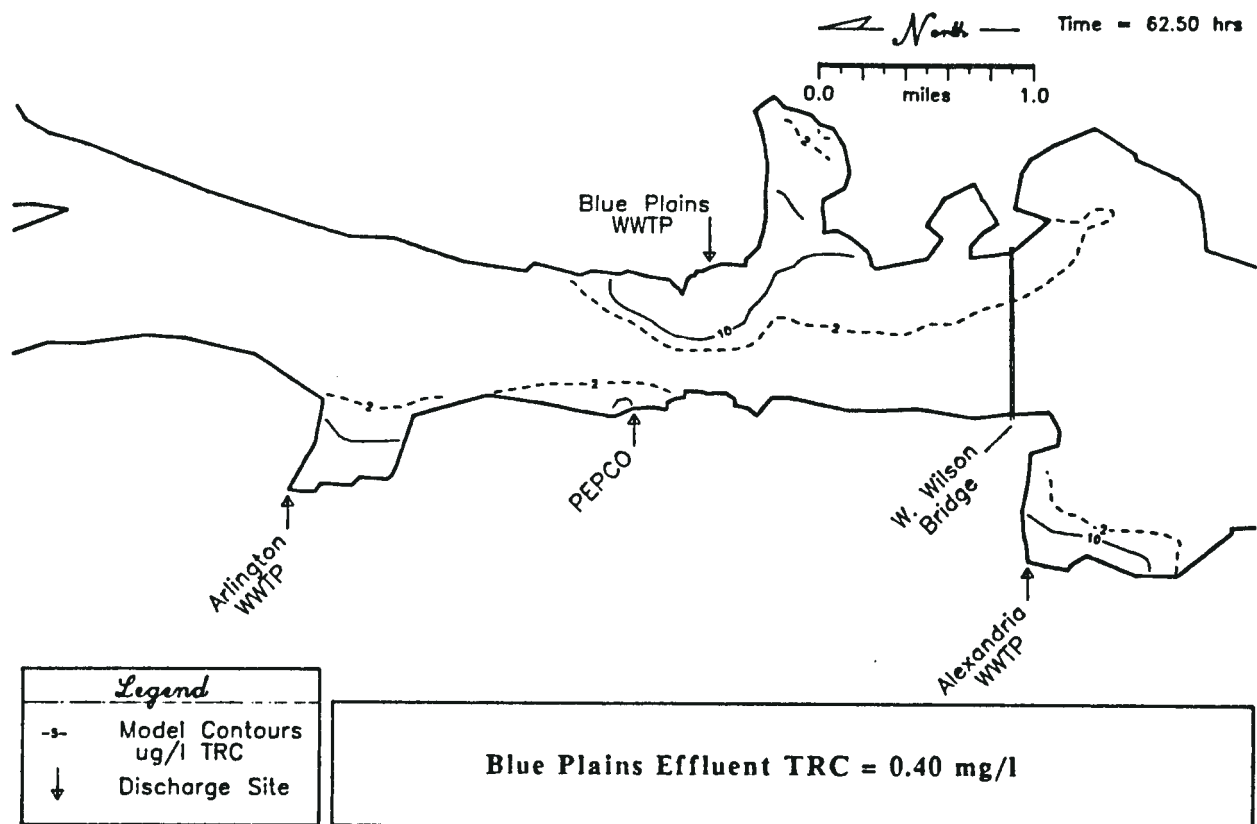 North
Time = 62.50 hrs
0.0
miles
1.0
2
Blue Plains
WWTP
10
2
2
2
PEPCO
W. Wilson
Bridge
2
10
Arlington
WWTP
Alexandria
WWTP
Legend
-s-
Model Contours
ug/l TRC
Discharge Site
Blue Plains Effluent TRC = 0.40 mg/l